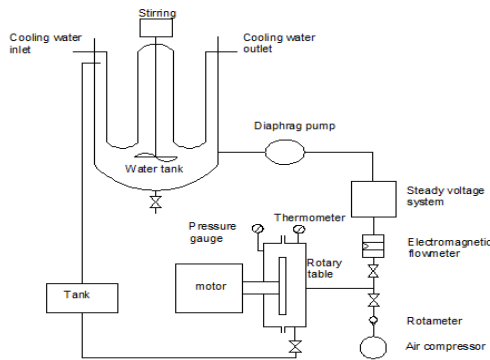 Stirring
Cooling water
inlet
Cooling water
outlet
Diaphrag pump
Water tank
Steady voltage
system
Thermometer
Pressure
gauge
Electromagnetic
flowmeter
Rotary
table
motor
Tank
Rotameter
Air compressor